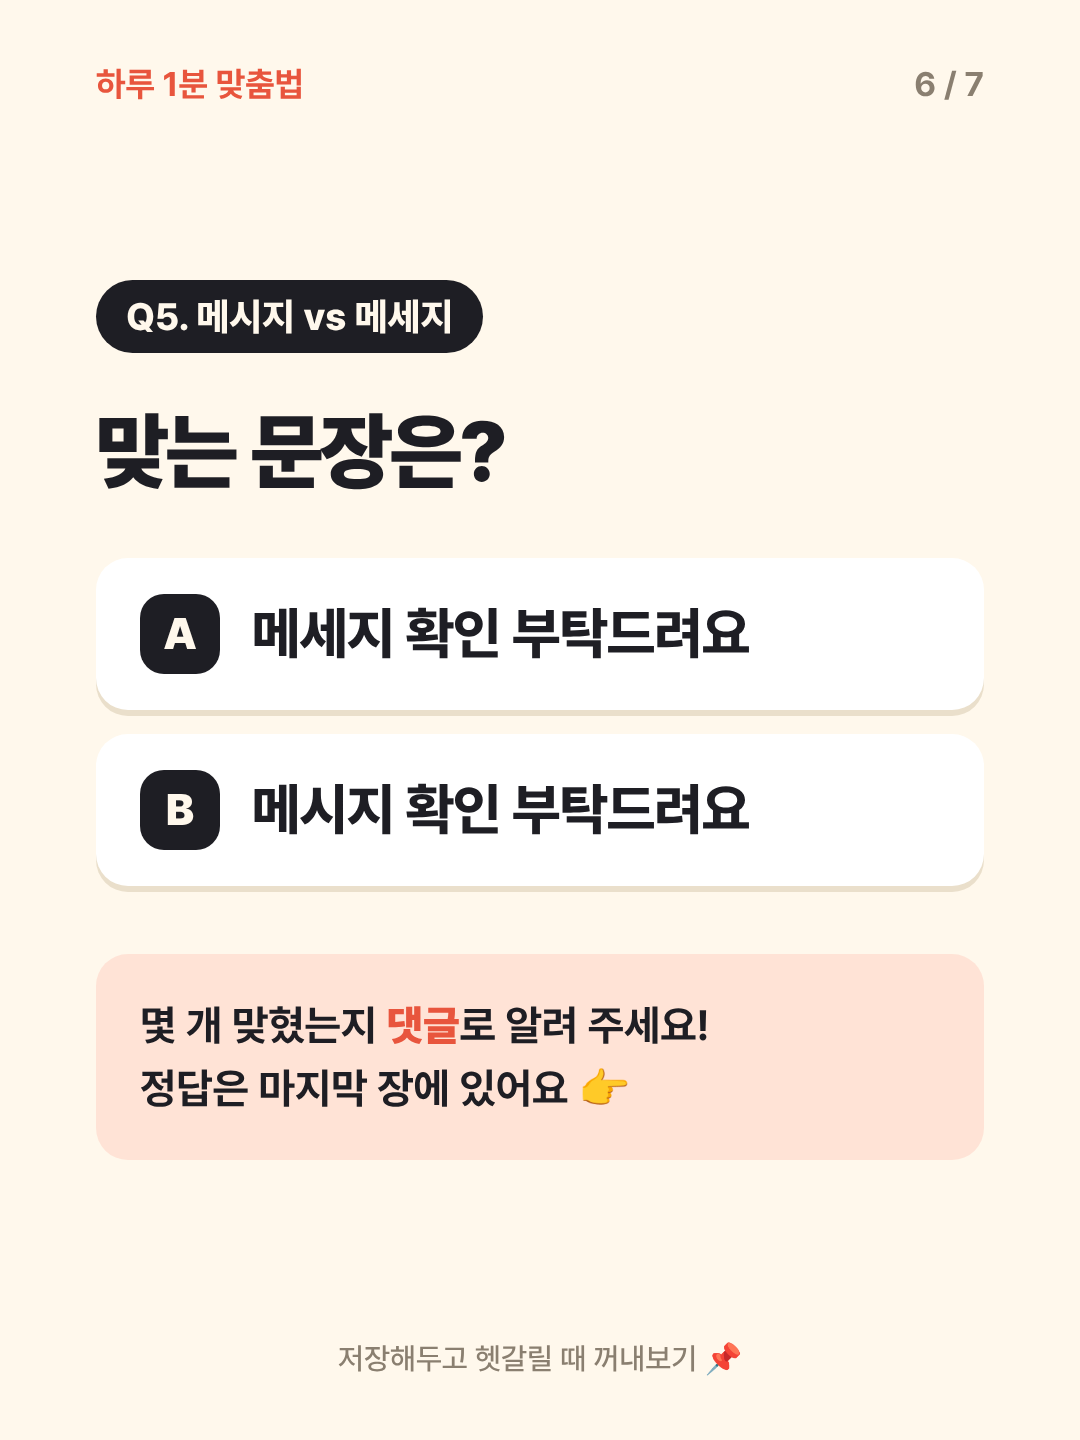 하루 1분 맞춤법
6 / 7
Q5. 메시지 vs 메세지
맞는 문장은?
A 메세지 확인 부탁드려요
B 메시지 확인 부탁드려요
몇 개 맞혔는지 댓글로 알려 주세요!
정답은 마지막 장에 있어요 👉
저장해두고 헷갈릴 때 꺼내보기 📌